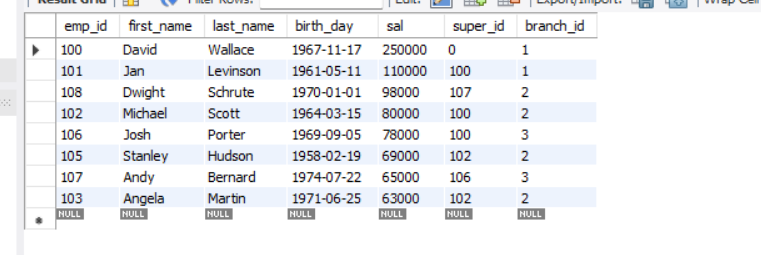 Result Grid Filter Rows: Edit: Export/Import: Wrap Cell
emp_id first_name last_name birth_day sal super_id branch_id
100 David Wallace 1967-11-17 250000 0 1
101 Jan Levinson 1961-05-11 110000 100 1
108 Dwight Schrute 1970-01-01 98000 107 2
102 Michael Scott 1964-03-15 80000 100 2
106 Josh Porter 1969-09-05 78000 100 3
105 Stanley Hudson 1958-02-19 69000 102 2
107 Andy Bernard 1974-07-22 65000 106 3
103 Angela Martin 1971-06-25 63000 102 2
NULL NULL NULL NULL NULL NULL NULL